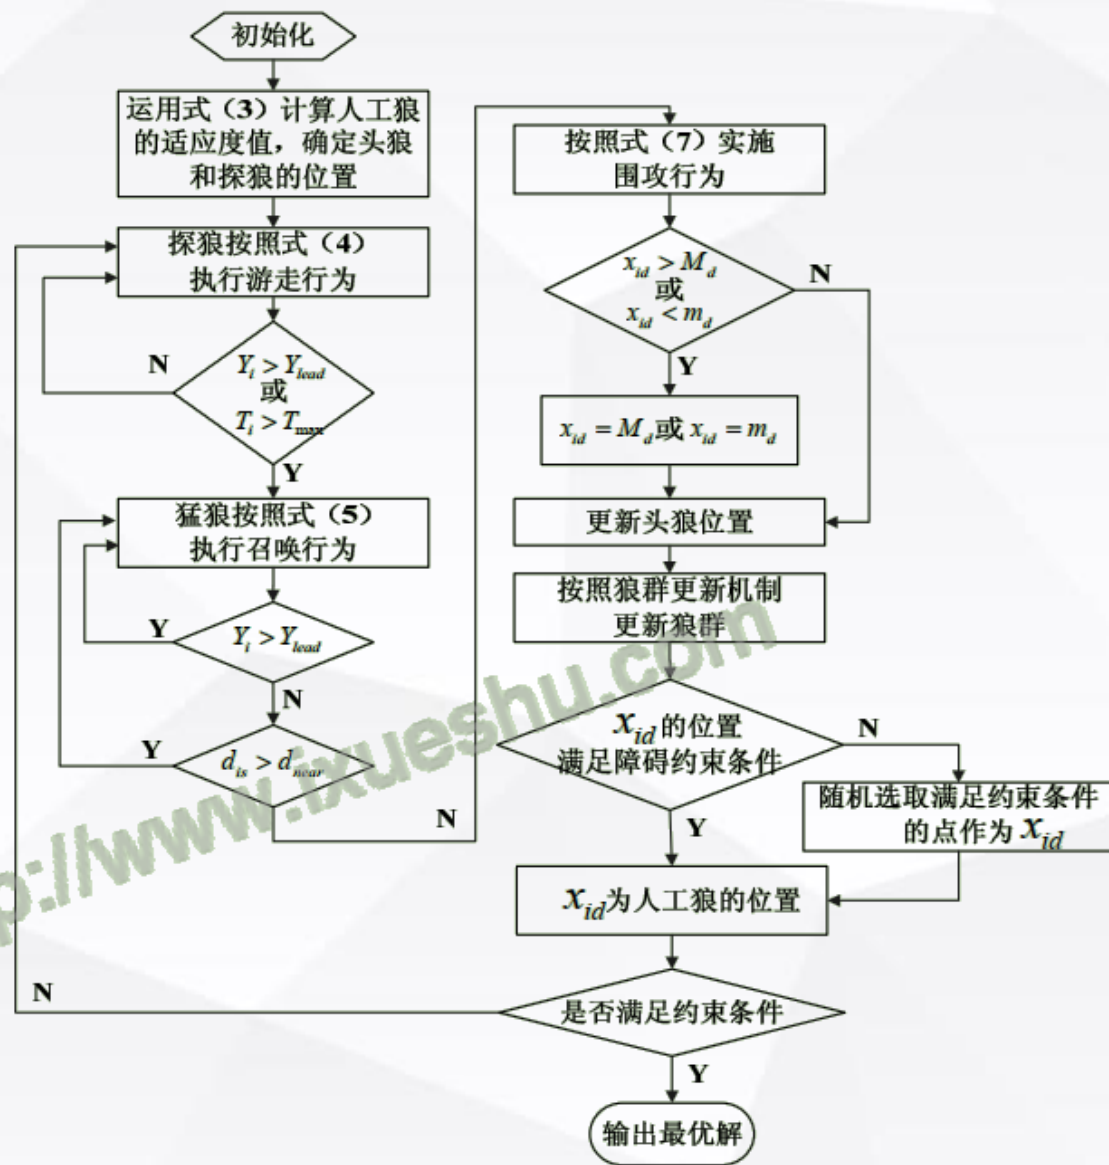 初始化
运用式（3）计算人工狼
的适应度值，确定头狼
和探狼的位置
探狼按照式（4）
执行游走行为
N
Y_i > Y_lead
或
T_i > T_max
Y
猛狼按照式（5）
执行召唤行为
Y
Y_i > Y_lead
N
Y
d_is > d_near
N
按照式（7）实施
围攻行为
x_id > M_d
或
x_id < m_d
N
Y
x_id = M_d或 x_id = m_d
更新头狼位置
按照狼群更新机制
更新狼群
x_id 的位置
满足障碍约束条件
N
Y
随机选取满足约束条件
的点作为 x_id
x_id为人工狼的位置
是否满足约束条件
N
Y
输出最优解
p://www.ixueshu.com